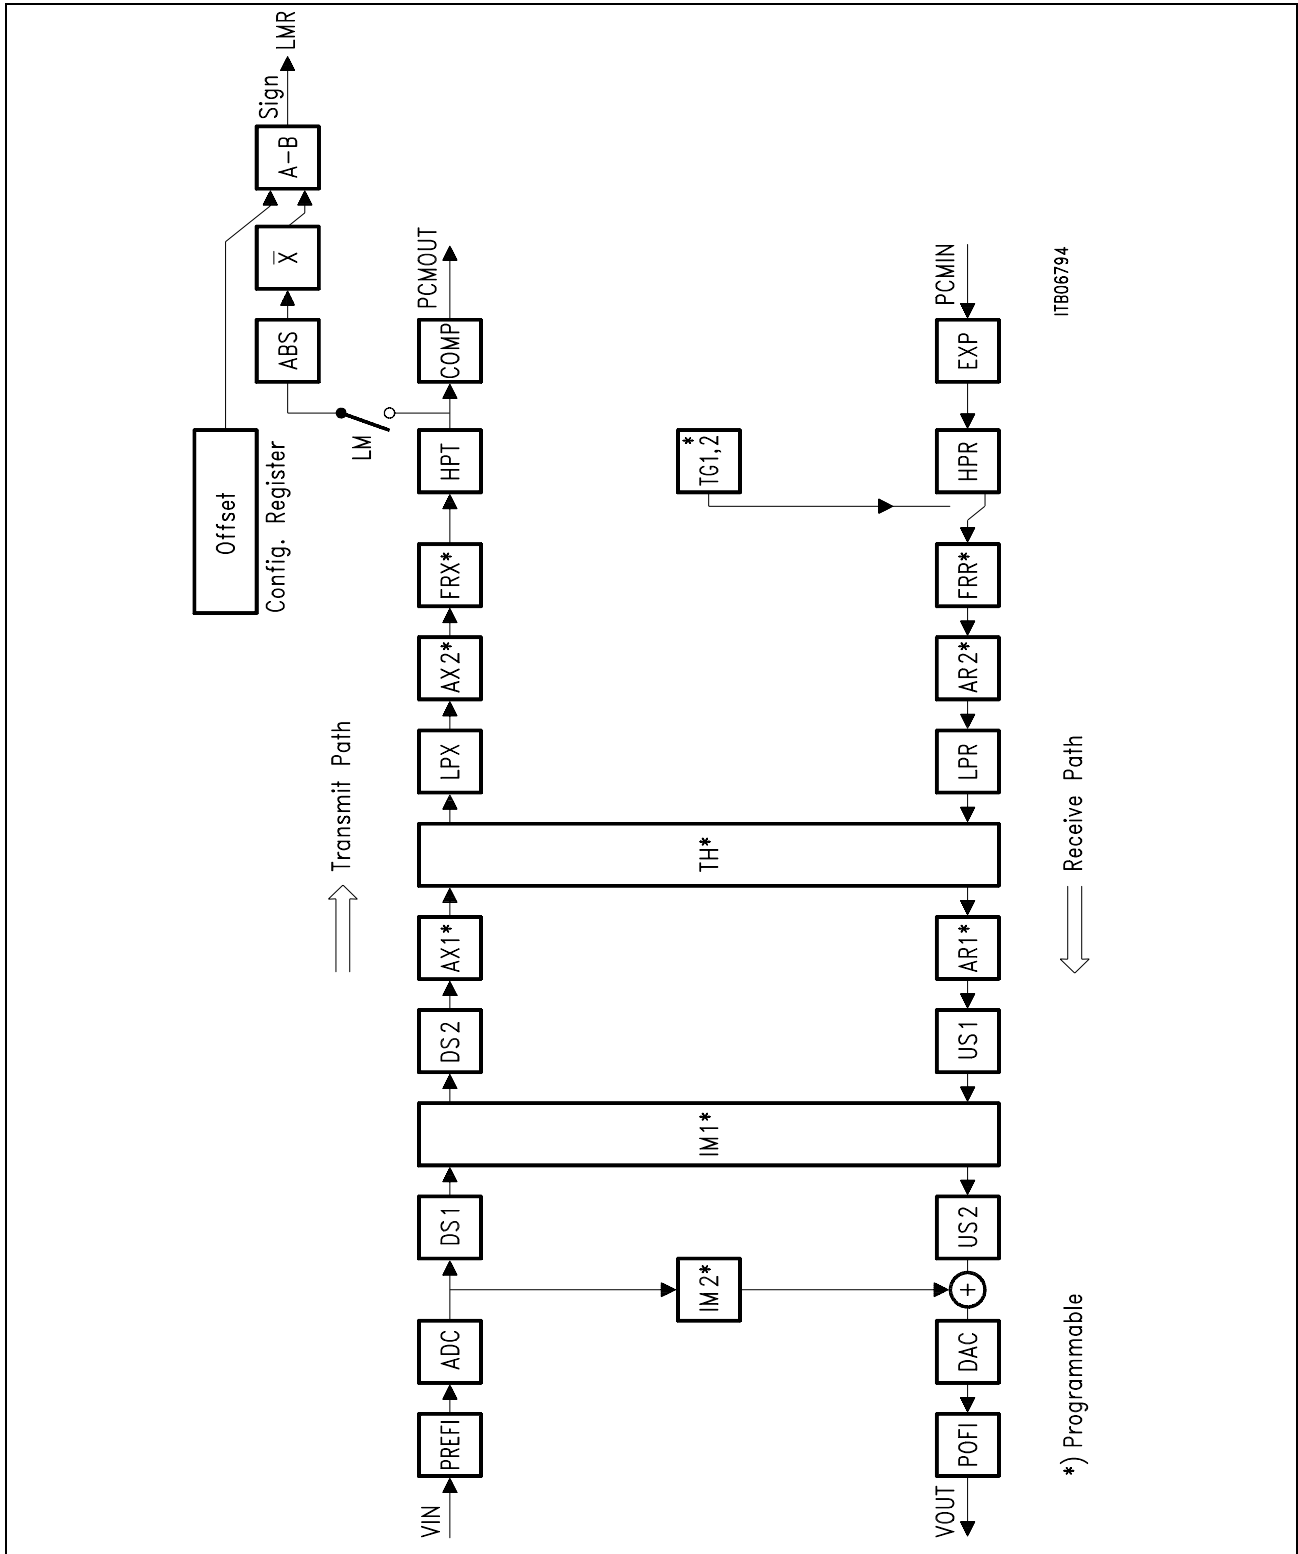 Offset
Config. Register
ABS
X̅
A-B
Sign
LMR
LM
Transmit Path
VIN
PREFI
ADC
DS1
DS2
AX1*
LPX
AX2*
FRX*
HPT
COMP
PCMOUT
IM2*
IM1*
TH*
TG1,2*
VOUT
POFI
DAC
+
US2
US1
AR1*
LPR
AR2*
FRR*
HPR
EXP
PCMIN
Receive Path
*) Programmable
ITB06794